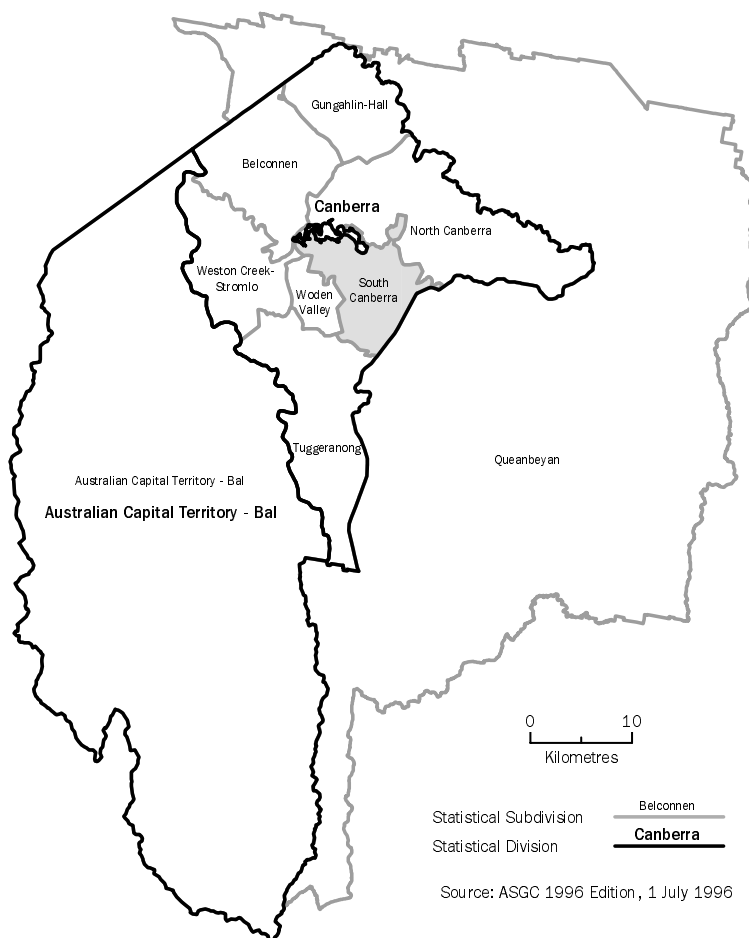 Gungahlin-Hall
Belconnen
Canberra
North Canberra
Weston Creek-
Stromlo
Woden
Valley
South
Canberra
Tuggeranong
Queanbeyan
Australian Capital Territory - Bal
Australian Capital Territory - Bal
0 10
Kilometres
Statistical Subdivision Belconnen
Statistical Division Canberra
Source: ASGC 1996 Edition, 1 July 1996